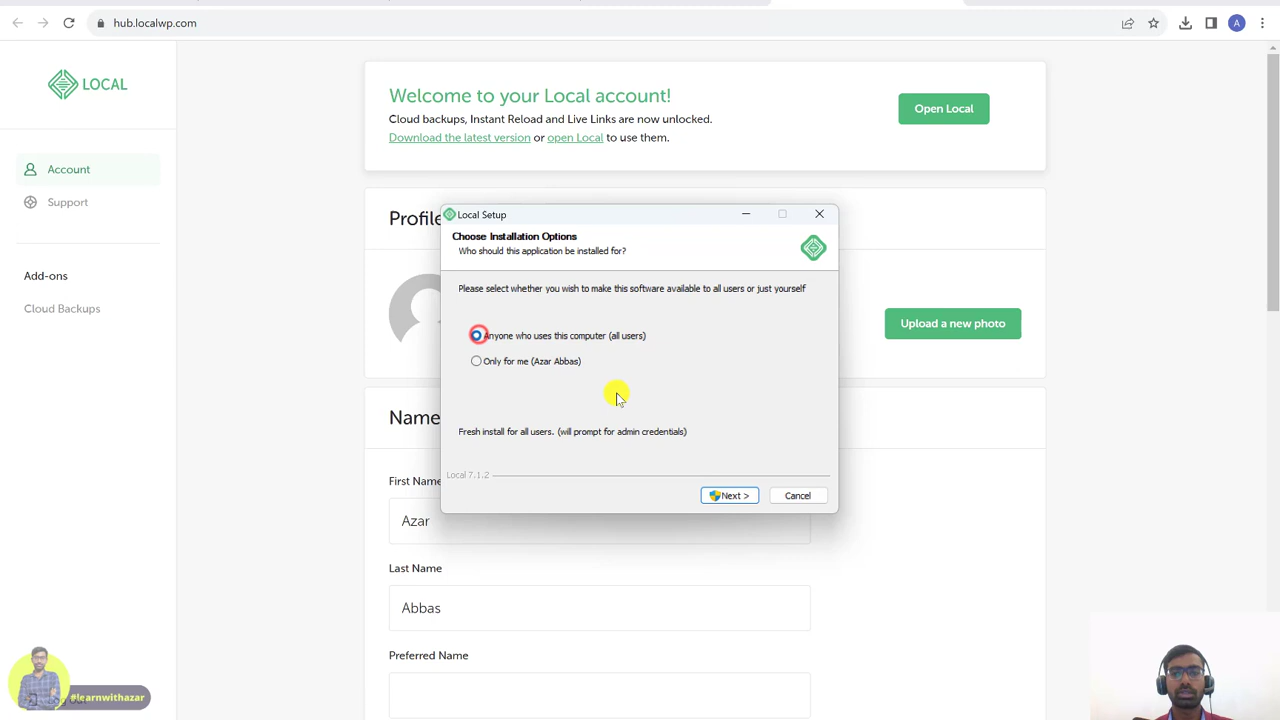 hub.localwp.com
A
LOCAL
Account
Support
Add-ons
Cloud Backups
Welcome to your Local account!
Cloud backups, Instant Reload and Live Links are now unlocked.
Download the latest version or open Local to use them.
Open Local
Profile
Upload a new photo
Local Setup
Choose Installation Options
Who should this application be installed for?
Please select whether you wish to make this software available to all users or just yourself
Anyone who uses this computer (all users)
Only for me (Azar Abbas)
Fresh install for all users. (will prompt for admin credentials)
Local 7.1.2
Next >
Cancel
Name
First Name
Azar
Last Name
Abbas
Preferred Name
#learnwithazar